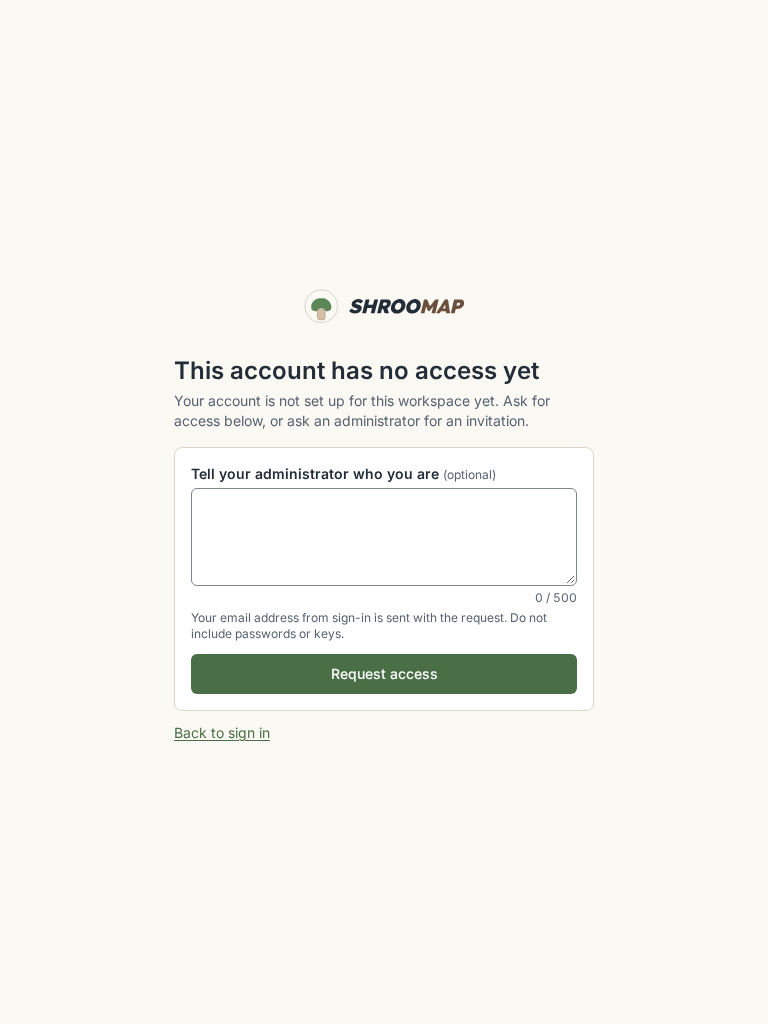 SHROOMAP
This account has no access yet
Your account is not set up for this workspace yet. Ask for
access below, or ask an administrator for an invitation.
Tell your administrator who you are (optional)
0 / 500
Your email address from sign-in is sent with the request. Do not
include passwords or keys.
Request access
Back to sign in